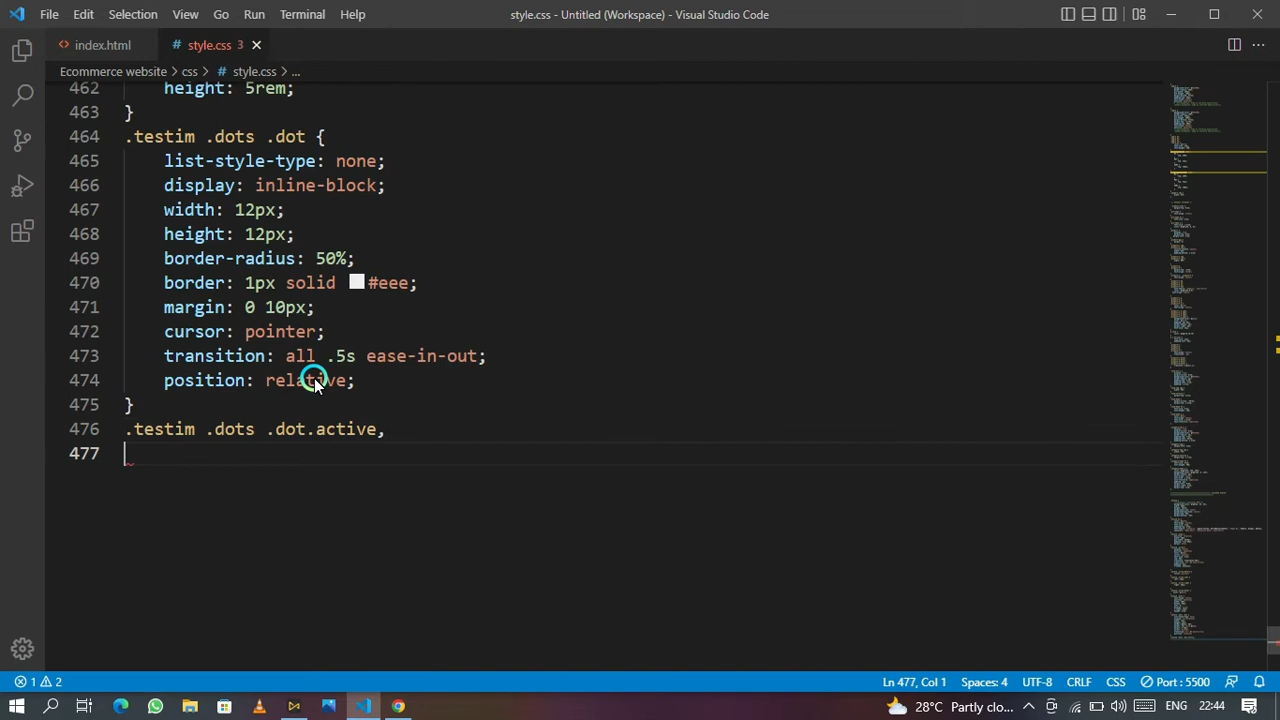 File Edit Selection View Go Run Terminal Help style.css - Untitled (Workspace) - Visual Studio Code
index.html style.css 3
Ecommerce website > css > # style.css > ...
462 height: 5rem;
463 }
464 .testim .dots .dot {
465 list-style-type: none;
466 display: inline-block;
467 width: 12px;
468 height: 12px;
469 border-radius: 50%;
470 border: 1px solid #eee;
471 margin: 0 10px;
472 cursor: pointer;
473 transition: all .5s ease-in-out;
474 position: relative;
475 }
476 .testim .dots .dot.active,
477
1 2 Ln 477, Col 1 Spaces: 4 UTF-8 CRLF CSS Port : 5500
28°C Partly clo... ENG 22:44